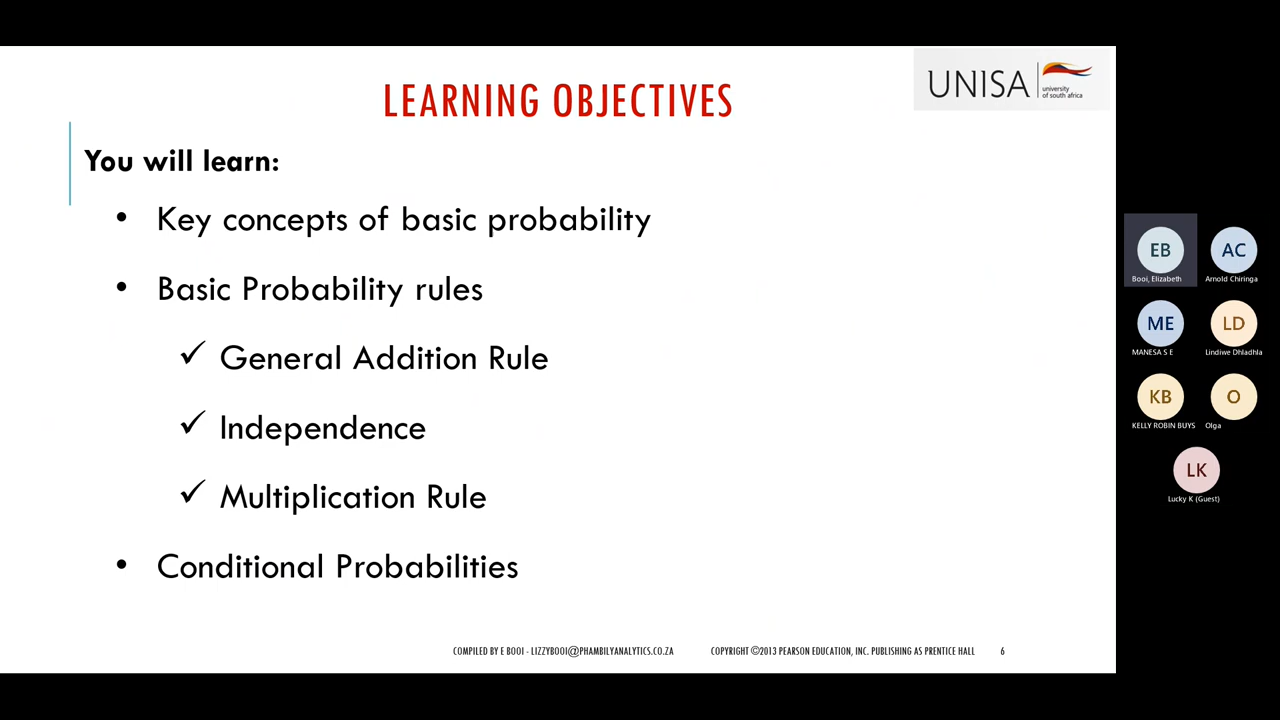 LEARNING OBJECTIVES
UNISA
university
of south africa
You will learn:
• Key concepts of basic probability
• Basic Probability rules
✓ General Addition Rule
✓ Independence
✓ Multiplication Rule
• Conditional Probabilities
COMPILED BY E BOOI - LIZZYBOOI@PHAMBILYANALYTICS.CO.ZA COPYRIGHT ©2013 PEARSON EDUCATION, INC. PUBLISHING AS PRENTICE HALL 6
EB AC
Booi, Elizabeth Arnold Chiringa
ME LD
MANESA S E Lindiwe Dhladhla
KB O
KELLY ROBIN BUYS Olga
LK
Lucky K (Guest)